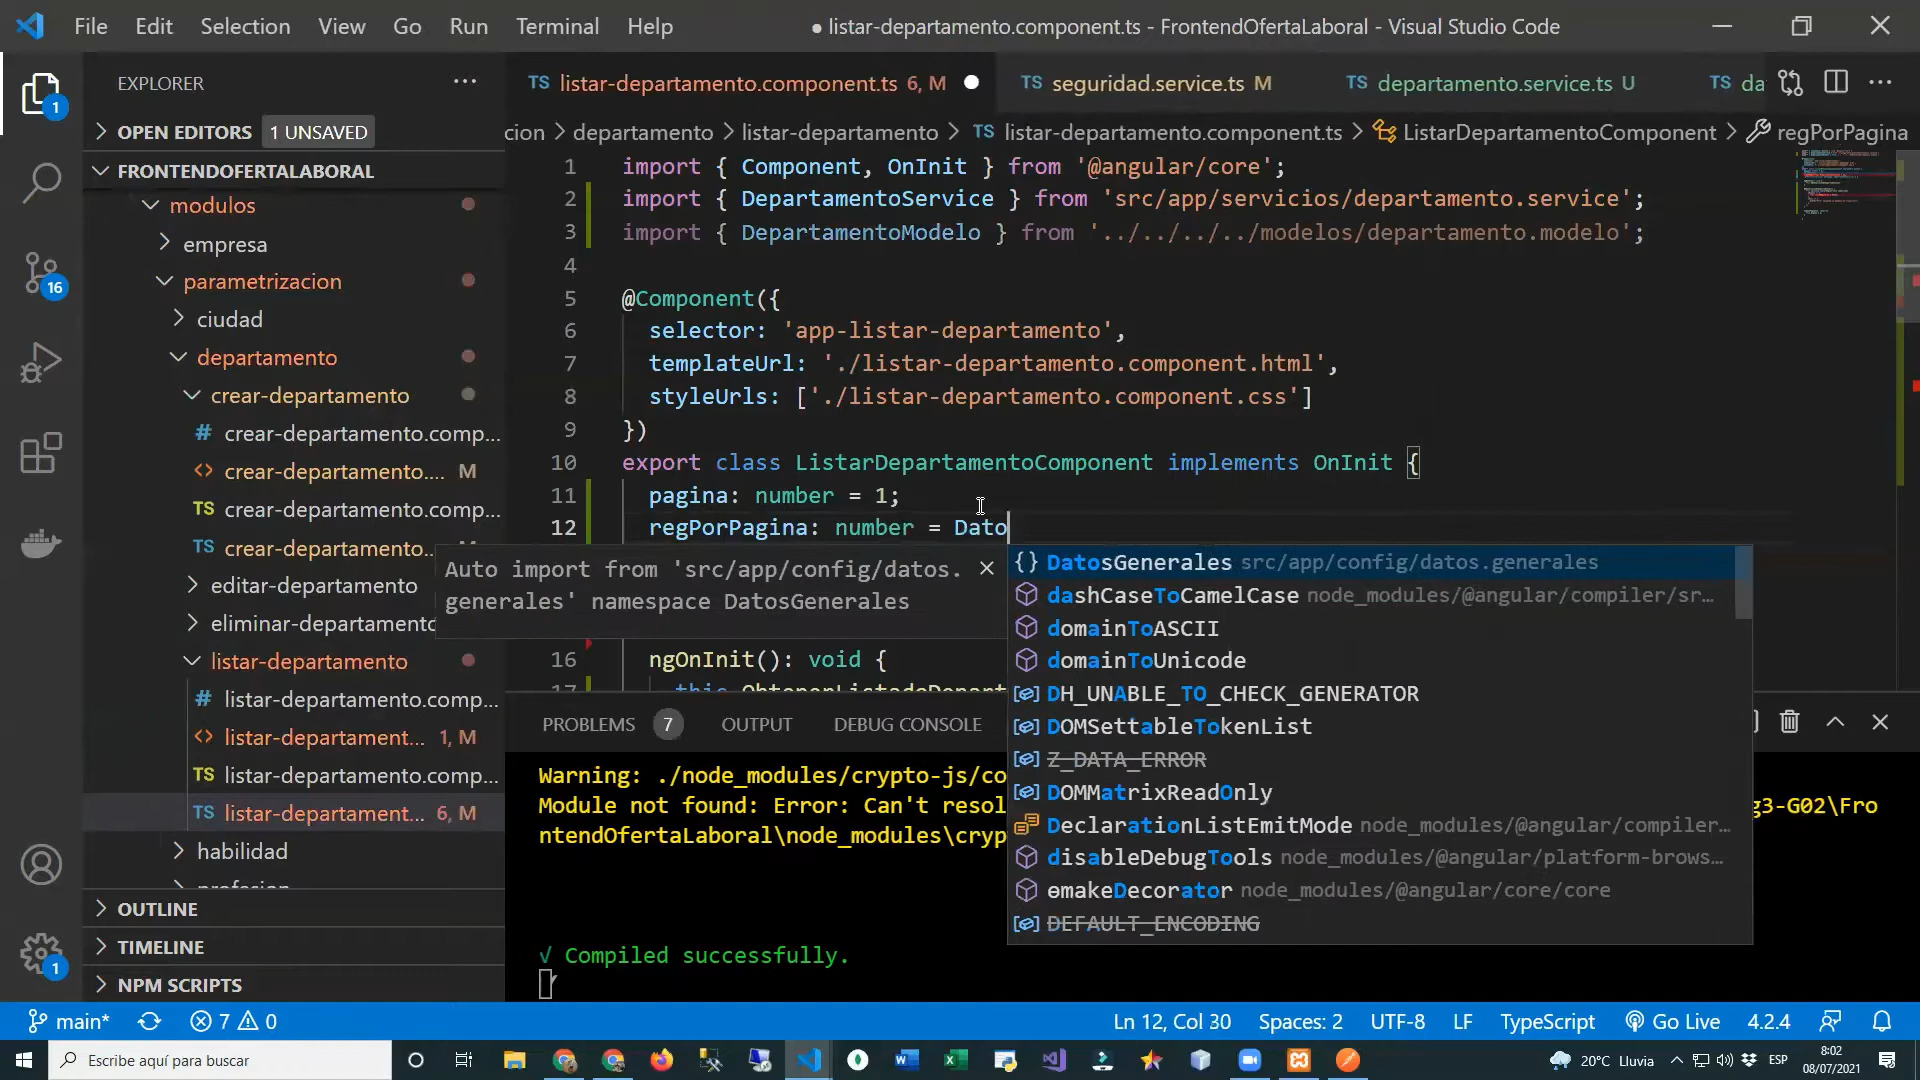 File Edit Selection View Go Run Terminal Help ● listar-departamento.component.ts - FrontendOfertaLaboral - Visual Studio Code
EXPLORER ···
TS listar-departamento.component.ts 6, M ●
TS seguridad.service.ts M
TS departamento.service.ts U
TS da
OPEN EDITORS 1 UNSAVED
cion > departamento > listar-departamento > TS listar-departamento.component.ts > ListarDepartamentoComponent > regPorPagina
FRONTENDOFERTALABORAL
modulos
empresa
parametrizacion
ciudad
departamento
crear-departamento
# crear-departamento.comp...
<> crear-departamento.... M
TS crear-departamento.comp...
TS crear-departamento..
editar-departamento
eliminar-departamento
listar-departamento
# listar-departamento.comp...
<> listar-departament... 1, M
TS listar-departamento.comp...
TS listar-departament... 6, M
habilidad
profesion
OUTLINE
TIMELINE
NPM SCRIPTS
1
16
1
1 import { Component, OnInit } from '@angular/core';
2 import { DepartamentoService } from 'src/app/servicios/departamento.service';
3 import { DepartamentoModelo } from '../../../../modelos/departamento.modelo';
4
5 @Component({
6 selector: 'app-listar-departamento',
7 templateUrl: './listar-departamento.component.html',
8 styleUrls: ['./listar-departamento.component.css']
9 })
10 export class ListarDepartamentoComponent implements OnInit {
11 pagina: number = 1;
12 regPorPagina: number = Dato
Auto import from 'src/app/config/datos.
generales' namespace DatosGenerales
16 ngOnInit(): void {
17
{} DatosGenerales src/app/config/datos.generales
dashCaseToCamelCase node_modules/@angular/compiler/sr...
domainToASCII
domainToUnicode
DH_UNABLE_TO_CHECK_GENERATOR
DOMSettableTokenList
Z_DATA_ERROR
DOMMatrixReadOnly
DeclarationListEmitMode node_modules/@angular/compiler...
disableDebugTools node_modules/@angular/platform-brows...
ɵmakeDecorator node_modules/@angular/core/core
DEFAULT_ENCODING
PROBLEMS 7 OUTPUT DEBUG CONSOLE
Warning: ./node_modules/crypto-js/co
Module not found: Error: Can't resol g3-G02\Fro
ntendOfertaLaboral\node_modules\cryp
√ Compiled successfully.
main* 7 0 Ln 12, Col 30 Spaces: 2 UTF-8 LF TypeScript Go Live 4.2.4
Escribe aquí para buscar
20°C Lluvia ESP 8:02
08/07/2021